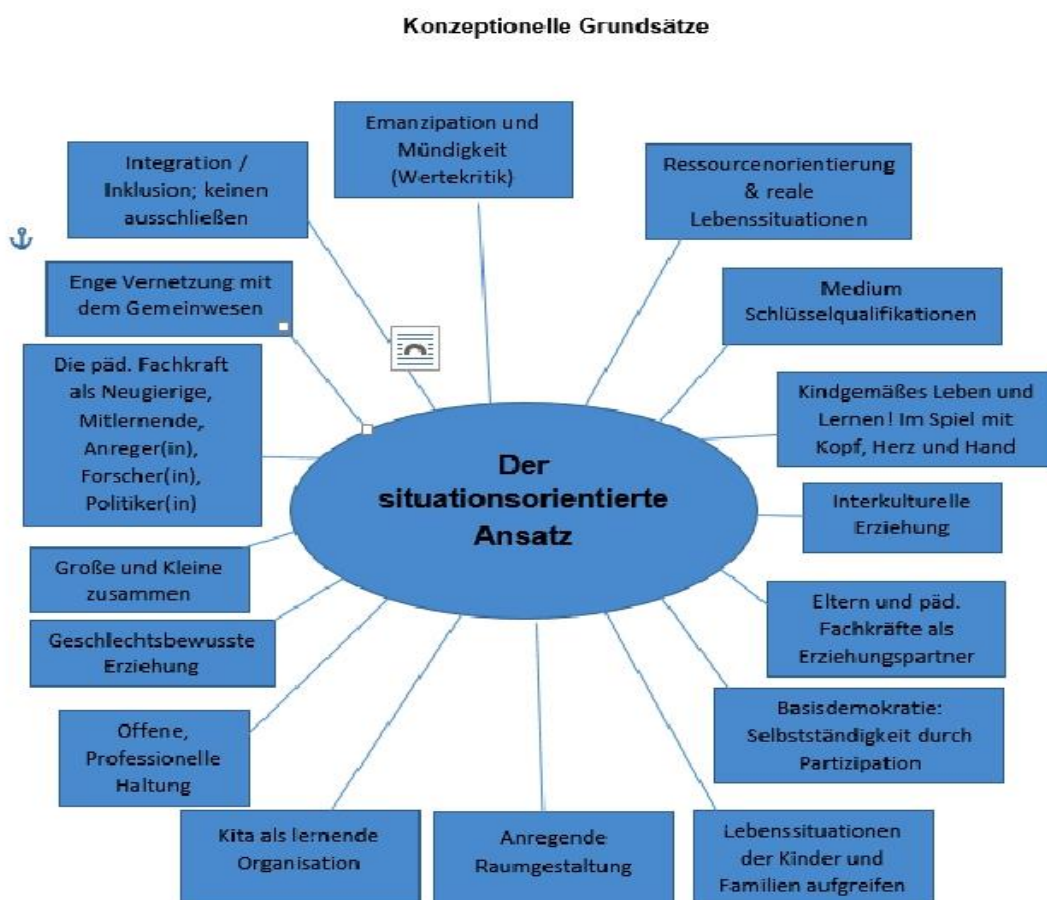 Konzeptionelle Grundsätze
Emanzipation und
Mündigkeit
(Wertekritik)
Integration /
Inklusion; keinen
ausschließen
Ressourcenorientierung
& reale
Lebenssituationen
Enge Vernetzung mit
dem Gemeinwesen
Medium
Schlüsselqualifikationen
Die päd. Fachkraft
als Neugierige,
Mitlernende,
Anreger(in),
Forscher(in),
Politiker(in)
Kindgemäßes Leben und
Lernen! Im Spiel mit
Kopf, Herz und Hand
Der
situationsorientierte
Ansatz
Interkulturelle
Erziehung
Große und Kleine
zusammen
Eltern und päd.
Fachkräfte als
Erziehungspartner
Geschlechtsbewusste
Erziehung
Basisdemokratie:
Selbstständigkeit durch
Partizipation
Offene,
Professionelle
Haltung
Kita als lernende
Organisation
Anregende
Raumgestaltung
Lebenssituationen
der Kinder und
Familien aufgreifen